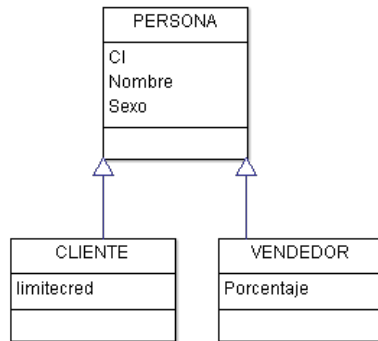 PERSONA
CI
Nombre
Sexo
CLIENTE
limitecred
VENDEDOR
Porcentaje